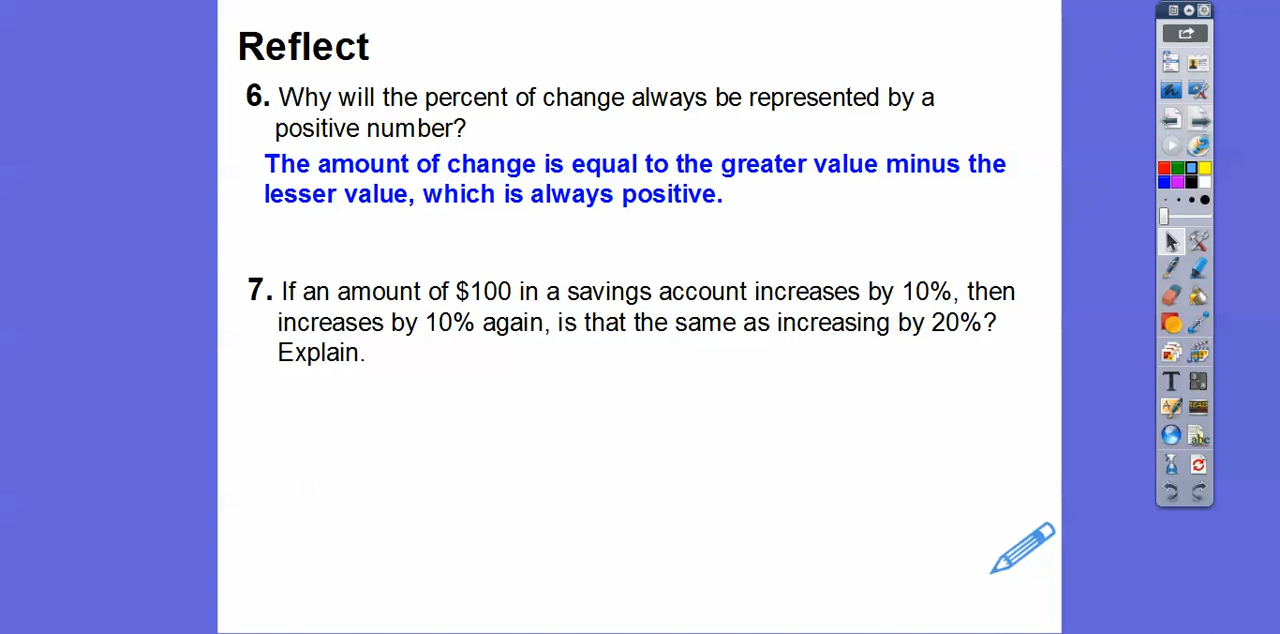 Reflect
6. Why will the percent of change always be represented by a
positive number?
The amount of change is equal to the greater value minus the
lesser value, which is always positive.
7. If an amount of $100 in a savings account increases by 10%, then
increases by 10% again, is that the same as increasing by 20%?
Explain.
T
abc